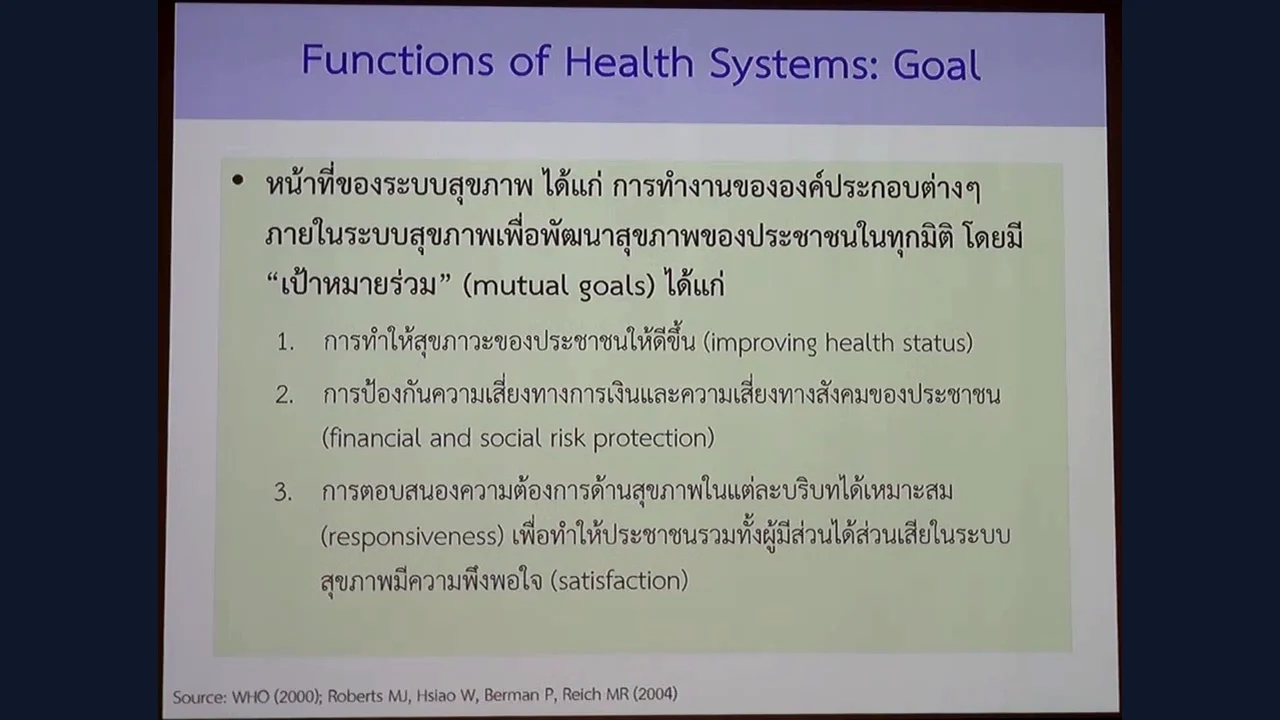 Functions of Health Systems: Goal
• หน้าที่ของระบบสุขภาพ ได้แก่ การทำงานขององค์ประกอบต่างๆ
ภายในระบบสุขภาพเพื่อพัฒนาสุขภาพของประชาชนในทุกมิติ โดยมี
“เป้าหมายร่วม” (mutual goals) ได้แก่
1. การทำให้สุขภาวะของประชาชนให้ดีขึ้น (improving health status)
2. การป้องกันความเสี่ยงทางการเงินและความเสี่ยงทางสังคมของประชาชน
(financial and social risk protection)
3. การตอบสนองความต้องการด้านสุขภาพในแต่ละบริบทได้เหมาะสม
(responsiveness) เพื่อทำให้ประชาชนรวมทั้งผู้มีส่วนได้ส่วนเสียในระบบ
สุขภาพมีความพึงพอใจ (satisfaction)
Source: WHO (2000); Roberts MJ, Hsiao W, Berman P, Reich MR (2004)